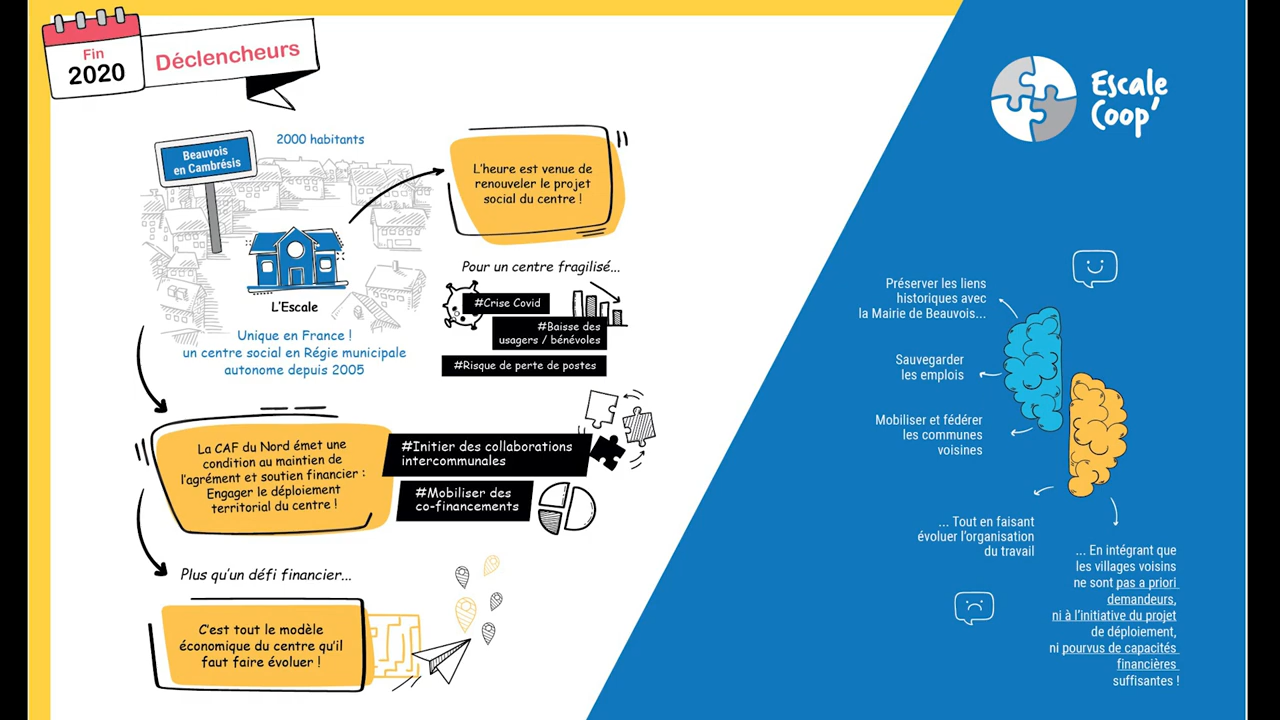 Fin
2020
Déclencheurs
Beauvois
en Cambrésis
2000 habitants
L'heure est venue de
renouveler le projet
social du centre !
L'Escale
Unique en France !
un centre social en Régie municipale
autonome depuis 2005
Pour un centre fragilisé...
#Crise Covid
#Baisse des
usagers / bénévoles
#Risque de perte de postes
La CAF du Nord émet une
condition au maintien de
l'agrément et soutien financier :
Engager le déploiement
territorial du centre !
#Initier des collaborations
intercommunales
#Mobiliser des
co-financements
Plus qu'un défi financier...
C'est tout le modèle
économique du centre qu'il
faut faire évoluer !
Escale
Coop'
Préserver les liens
historiques avec
la Mairie de Beauvois...
Sauvegarder
les emplois
Mobiliser et fédérer
les communes
voisines
... Tout en faisant
évoluer l'organisation
du travail
... En intégrant que
les villages voisins
ne sont pas a priori
demandeurs,
ni à l'initiative du projet
de déploiement,
ni pourvus de capacités
financières
suffisantes !